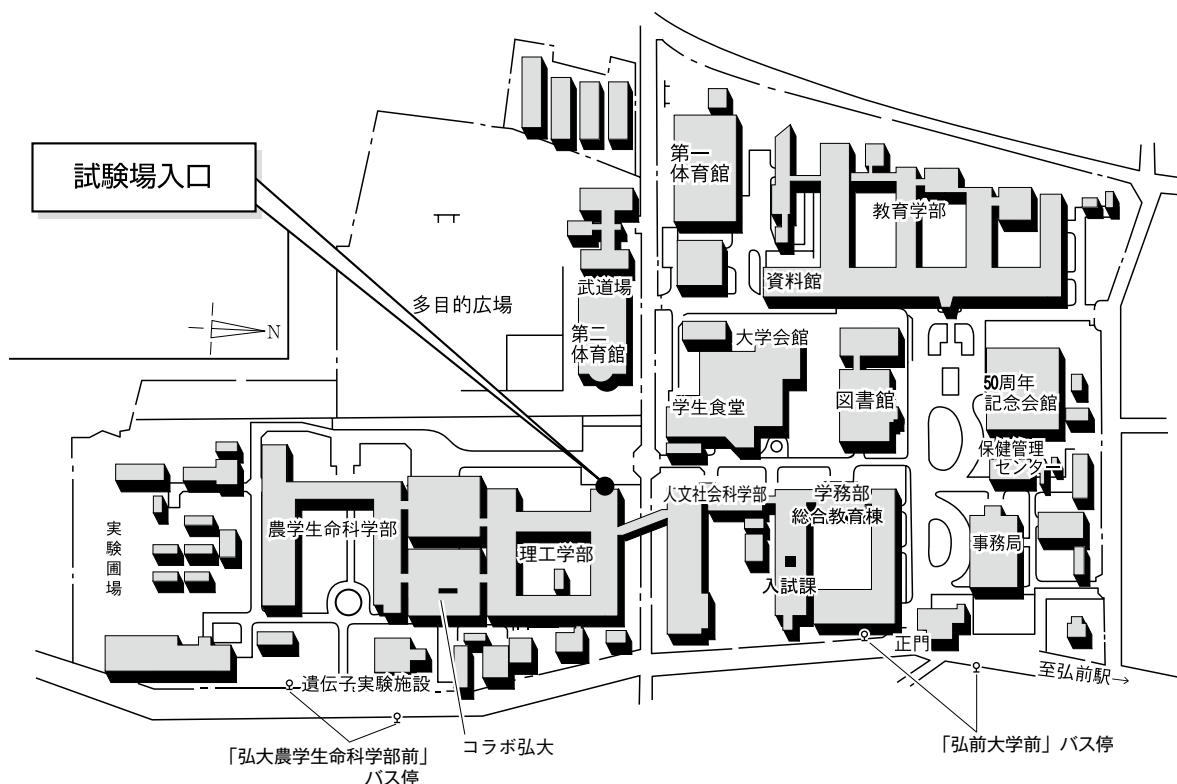 試験場入口
第一
体育館
教育学部
資料館
武道場
多目的広場
第二
体育館
N
大学会館
学生食堂
図書館
50周年
記念会館
保健管理
センター
人文社会科学部
学務部
総合教育棟
農学生命科学部
理工学部
実験圃場
事務局
入試課
正門
至弘前駅→
遺伝子実験施設
コラボ弘大
「弘大農学生命科学部前」
バス停
「弘前大学前」バス停